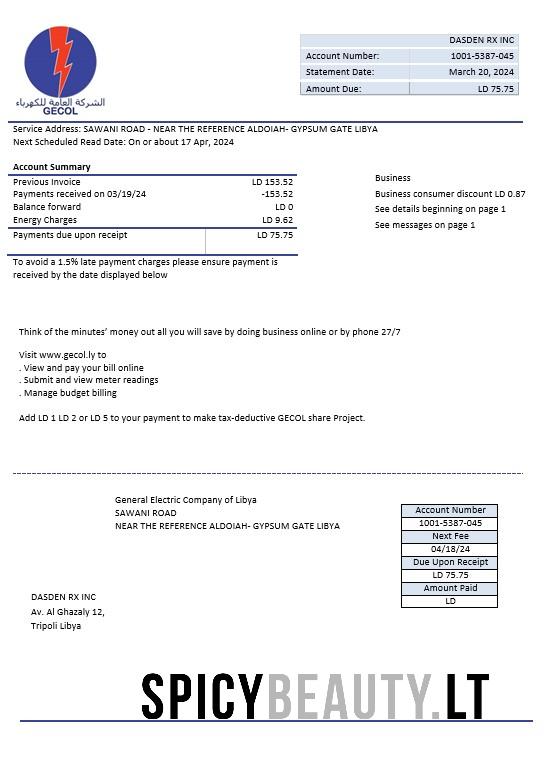 الشركة العامة للكهرباء
GECOL
DASDEN RX INC
Account Number: 1001-5387-045
Statement Date: March 20, 2024
Amount Due: LD 75.75
Service Address: SAWANI ROAD - NEAR THE REFERENCE ALDOIAH- GYPSUM GATE LIBYA
Next Scheduled Read Date: On or about 17 Apr, 2024
Account Summary
Previous Invoice LD 153.52
Payments received on 03/19/24 -153.52
Balance forward LD 0
Energy Charges LD 9.62
Payments due upon receipt LD 75.75
To avoid a 1.5% late payment charges please ensure payment is
received by the date displayed below
Business
Business consumer discount LD 0.87
See details beginning on page 1
See messages on page 1
Think of the minutes’ money out all you will save by doing business online or by phone 27/7
Visit www.gecol.ly to
. View and pay your bill online
. Submit and view meter readings
. Manage budget billing
Add LD 1 LD 2 or LD 5 to your payment to make tax-deductive GECOL share Project.
General Electric Company of Libya
SAWANI ROAD
NEAR THE REFERENCE ALDOIAH- GYPSUM GATE LIBYA
Account Number
1001-5387-045
Next Fee
04/18/24
Due Upon Receipt
LD 75.75
Amount Paid
LD
DASDEN RX INC
Av. Al Ghazaly 12,
Tripoli Libya
SPICYBEAUTY.LT